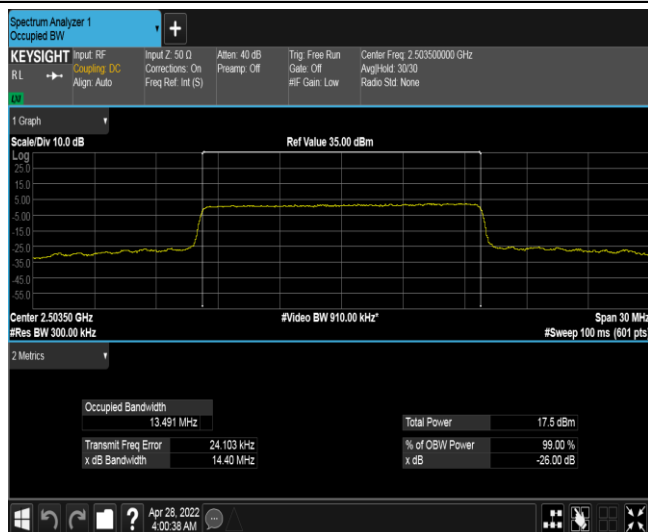 Spectrum Analyzer 1
Occupied BW
+
KEYSIGHT
RL
LM
Input: RF
Coupling: DC
Align: Auto
Input Z: 50 Ω
Corrections: On
Freq Ref: Int (S)
Atten: 40 dB
Preamp: Off
Trig: Free Run
Gate: Off
#IF Gain: Low
Center Freq: 2.503500000 GHz
Avg|Hold: 30/30
Radio Std: None
1 Graph
Scale/Div 10.0 dB
Ref Value 35.00 dBm
Log
25.0
15.0
5.00
-5.00
-15.0
-25.0
-35.0
-45.0
-55.0
Center 2.50350 GHz
#Video BW 910.00 kHz*
Span 30 MHz
#Res BW 300.00 kHz
#Sweep 100 ms (601 pts)
2 Metrics
Occupied Bandwidth
13.491 MHz
Total Power 17.5 dBm
Transmit Freq Error 24.103 kHz
% of OBW Power 99.00 %
x dB Bandwidth 14.40 MHz
x dB -26.00 dB
?
Apr 28, 2022
4:00:38 AM